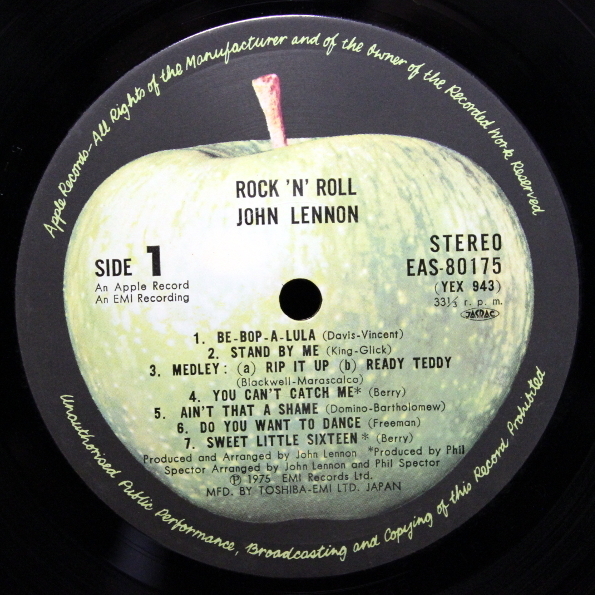 Apple Records-All Rights of the Manufacturer and of the Owner of the Recorded Work Reserved
ROCK 'N' ROLL
JOHN LENNON
SIDE 1
An Apple Record
An EMI Recording
STEREO
EAS-80175
(YEX 943)
33⅓ r. p. m.
JASRAC
1. BE-BOP-A-LULA (Davis-Vincent)
2. STAND BY ME (King-Glick)
3. MEDLEY: (a) RIP IT UP (b) READY TEDDY
(Blackwell-Marascalco)
4. YOU CAN'T CATCH ME* (Berry)
5. AIN'T THAT A SHAME (Domino-Bartholomew)
6. DO YOU WANT TO DANCE (Freeman)
7. SWEET LITTLE SIXTEEN* (Berry)
Produced and Arranged by John Lennon *Produced by Phil
Spector Arranged by John Lennon and Phil Spector
Ⓟ 1975 EMI Records Ltd.
MFD. BY TOSHIBA-EMI LTD. JAPAN
Unauthorised Public Performance, Broadcasting and Copying of this Record Prohibited